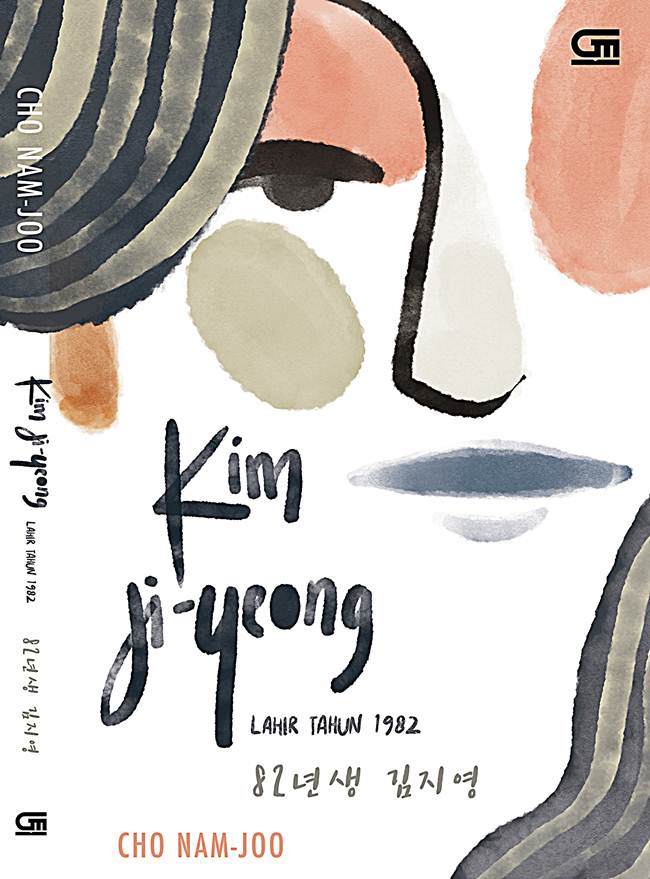 CHO NAM-JOO
Kim ji-yeong
LAHIR TAHUN 1982
82년생 김지영
Kim
ji-yeong
LAHIR TAHUN 1982
82년생 김지영
CHO NAM-JOO